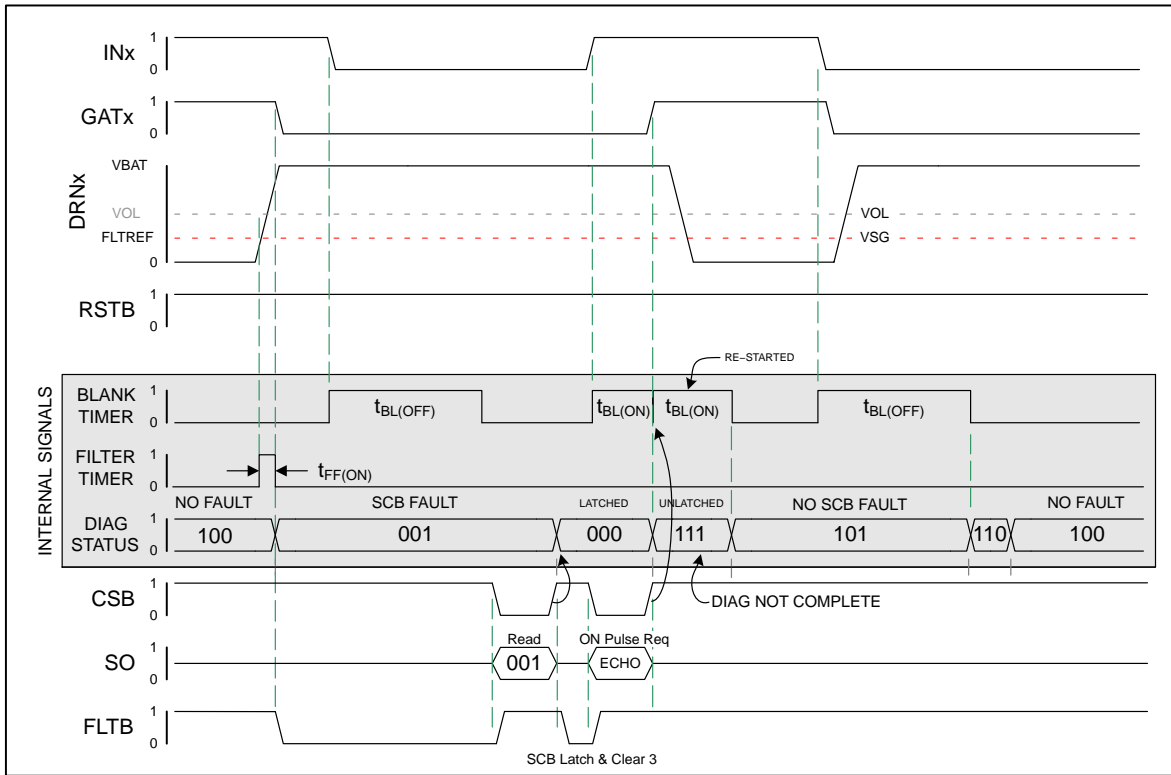 INx
1
0
GATx
1
0
DRNx
VBAT
VOL
FLTREF
0
VOL
VSG
RSTB
1
0
RE–STARTED
INTERNAL SIGNALS
BLANK
TIMER
1
0
tBL(OFF)
tBL(ON)
tBL(ON)
tBL(OFF)
FILTER
TIMER
1
0
tFF(ON)
NO FAULT
SCB FAULT
LATCHED
UNLATCHED
NO SCB FAULT
NO FAULT
DIAG
STATUS
1
0
100
001
000
111
101
110
100
CSB
1
0
DIAG NOT COMPLETE
Read
ON Pulse Req
SO
1
0
001
ECHO
FLTB
1
0
SCB Latch & Clear 3